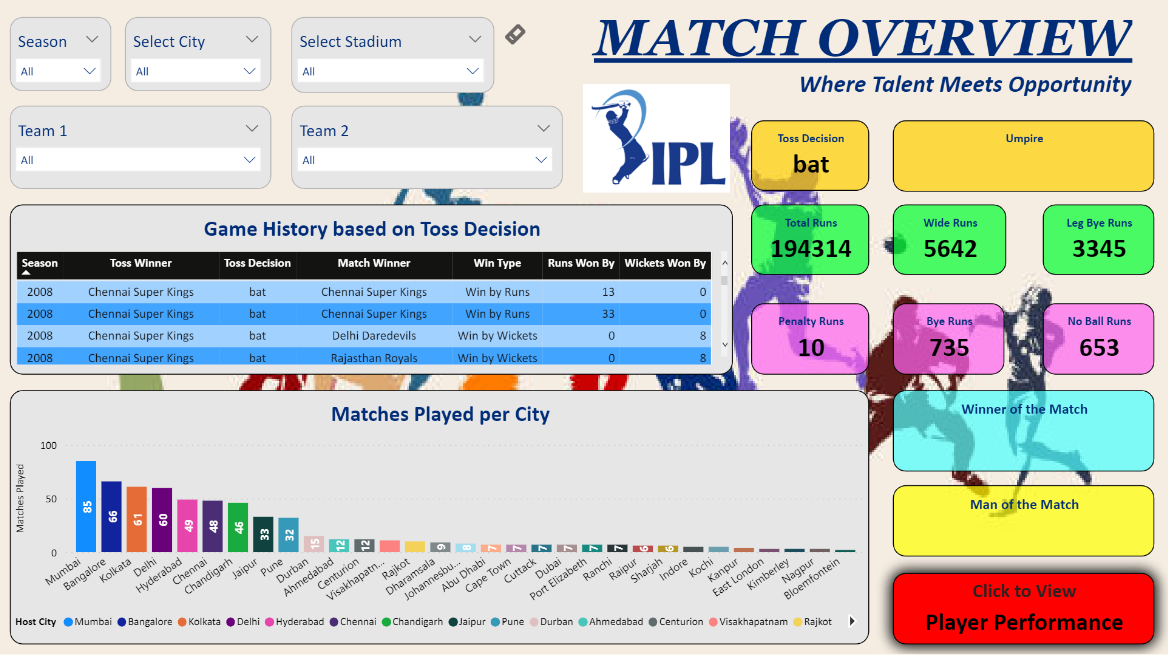 MATCH OVERVIEW
Where Talent Meets Opportunity
Season
All
Select City
All
Select Stadium
All
Team 1
All
Team 2
All
IPL
Toss Decision
bat
Umpire
Total Runs
194314
Wide Runs
5642
Leg Bye Runs
3345
Penalty Runs
10
Bye Runs
735
No Ball Runs
653
Game History based on Toss Decision
Season Toss Winner Toss Decision Match Winner Win Type Runs Won By Wickets Won By
2008 Chennai Super Kings bat Chennai Super Kings Win by Runs 13 0
2008 Chennai Super Kings bat Chennai Super Kings Win by Runs 33 0
2008 Chennai Super Kings bat Delhi Daredevils Win by Wickets 0 8
2008 Chennai Super Kings bat Rajasthan Royals Win by Wickets 0 8
Winner of the Match
Man of the Match
Click to View
Player Performance
Matches Played per City
Matches Played
100
50
0
85 66 61 60 49 48 46 33 32 15 12 12 9 8 7 7 7 7 7 7 6 6
Mumbai Bangalore Kolkata Delhi Hyderabad Chennai Chandigarh Jaipur Pune Durban Ahmedabad Centurion Visakhapatn... Rajkot Dharamsala Johannesbu... Abu Dhabi Cape Town Cuttack Dubai Port Elizabeth Ranchi Raipur Sharjah Indore Kochi Kanpur East London Kimberley Nagpur Bloemfontein
Host City Mumbai Bangalore Kolkata Delhi Hyderabad Chennai Chandigarh Jaipur Pune Durban Ahmedabad Centurion Visakhapatnam Rajkot